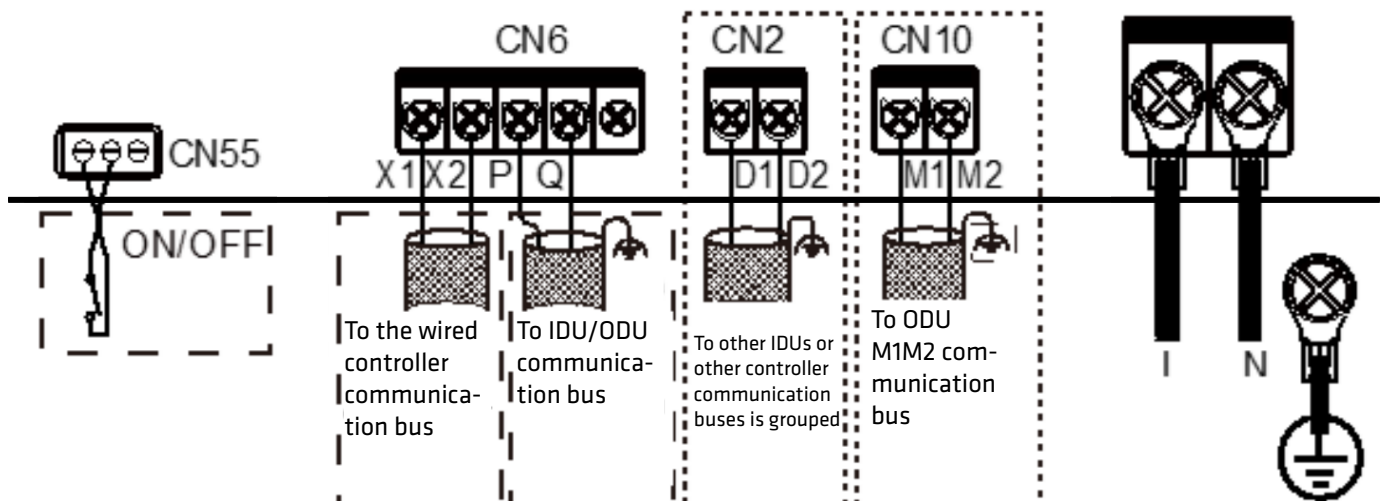 CN6
CN2
CN10
CN55
X1 X2 P Q
D1 D2
M1 M2
ON/OFF
To the wired
controller
communica-
tion bus
To IDU/ODU
communica-
tion bus
To other IDUs or
other controller
communication
buses is grouped
To ODU
M1M2 com-
munication
bus
I N